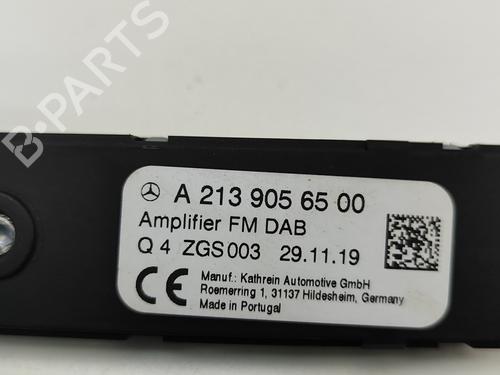 A 213 905 65 00
Amplifier FM DAB
Q 4 ZGS003 29.11.19
CE
Manuf.: Kathrein Automotive GmbH
Roemerring 1, 31137 Hildesheim, Germany
Made in Portugal
B-PARTS